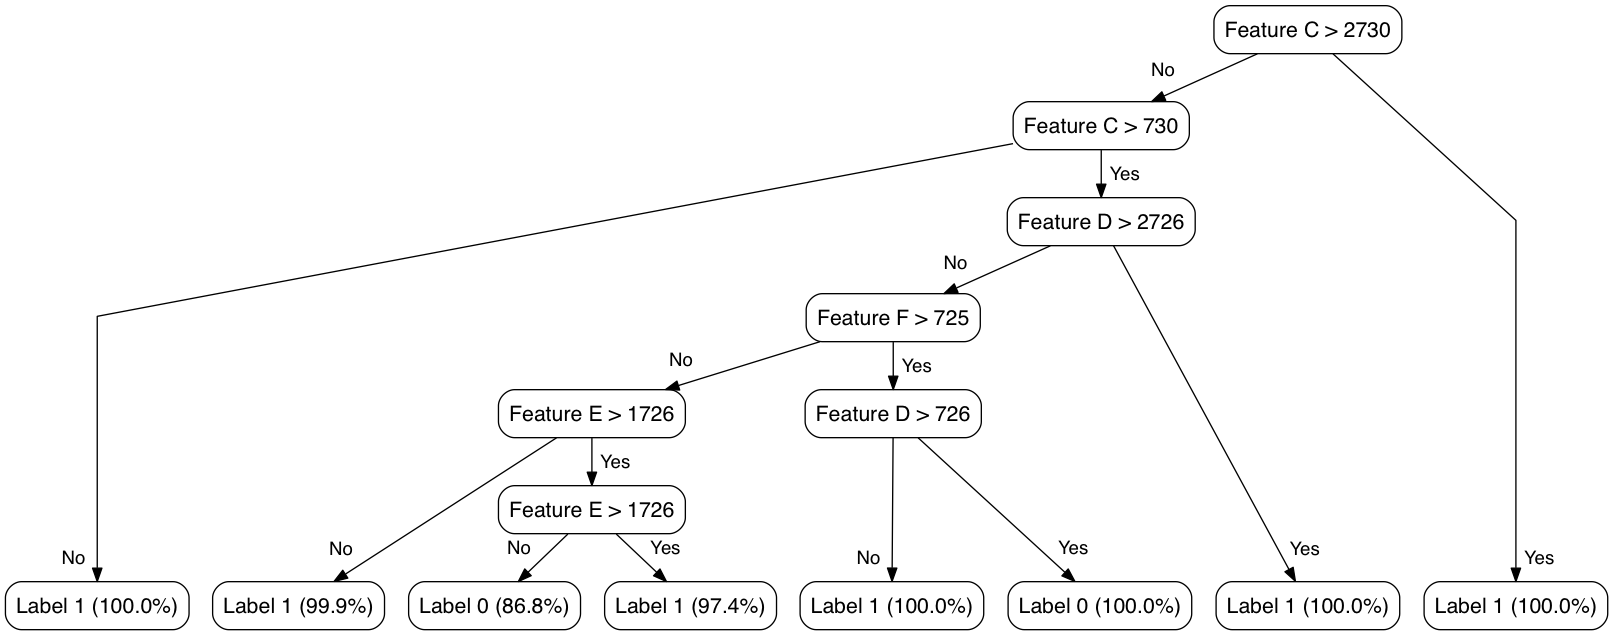 Feature C > 2730
No
Feature C > 730
Yes
Feature D > 2726
No
Feature F > 725
No
Yes
Feature E > 1726
Feature D > 726
Yes
Feature E > 1726
No
No
No
Yes
No
Yes
Yes
Yes
Label 1 (100.0%)
Label 1 (99.9%)
Label 0 (86.8%)
Label 1 (97.4%)
Label 1 (100.0%)
Label 0 (100.0%)
Label 1 (100.0%)
Label 1 (100.0%)